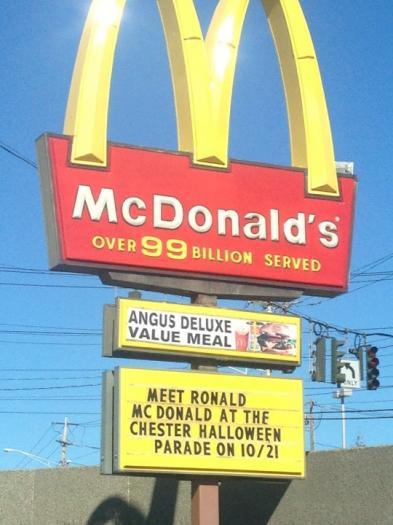 McDonald's
OVER 99 BILLION SERVED
ANGUS DELUXE
VALUE MEAL
ONLY
MEET RONALD
MC DONALD AT THE
CHESTER HALLOWEEN
PARADE ON 10/21